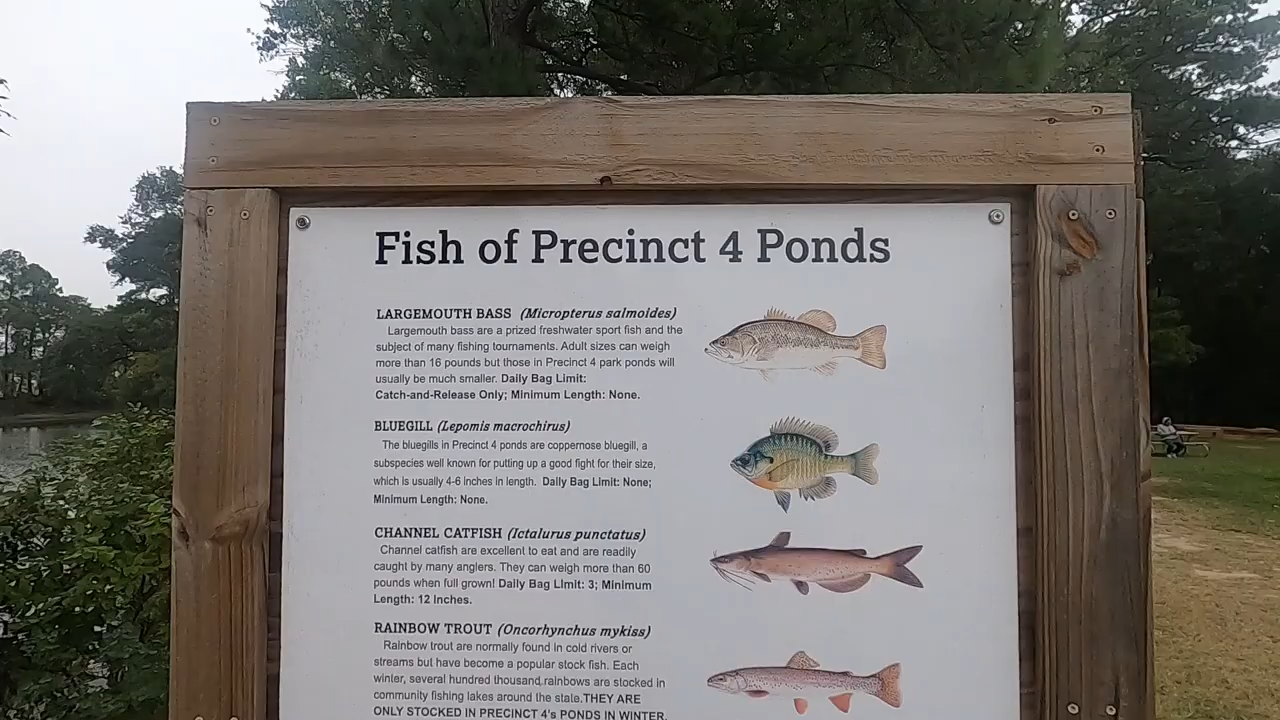 Fish of Precinct 4 Ponds
LARGEMOUTH BASS (Micropterus salmoides)
Largemouth bass are a prized freshwater sport fish and the
subject of many fishing tournaments. Adult sizes can weigh
more than 16 pounds but those in Precinct 4 park ponds will
usually be much smaller. Daily Bag Limit:
Catch-and-Release Only; Minimum Length: None.
BLUEGILL (Lepomis macrochirus)
The bluegills in Precinct 4 ponds are coppernose bluegill, a
subspecies well known for putting up a good fight for their size,
which is usually 4-6 inches in length. Daily Bag Limit: None;
Minimum Length: None.
CHANNEL CATFISH (Ictalurus punctatus)
Channel catfish are excellent to eat and are readily
caught by many anglers. They can weigh more than 60
pounds when full grown! Daily Bag Limit: 3; Minimum
Length: 12 Inches.
RAINBOW TROUT (Oncorhynchus mykiss)
Rainbow trout are normally found in cold rivers or
streams but have become a popular stock fish. Each
winter, several hundred thousand rainbows are stocked in
community fishing lakes around the state.THEY ARE
ONLY STOCKED IN PRECINCT 4's PONDS IN WINTER.